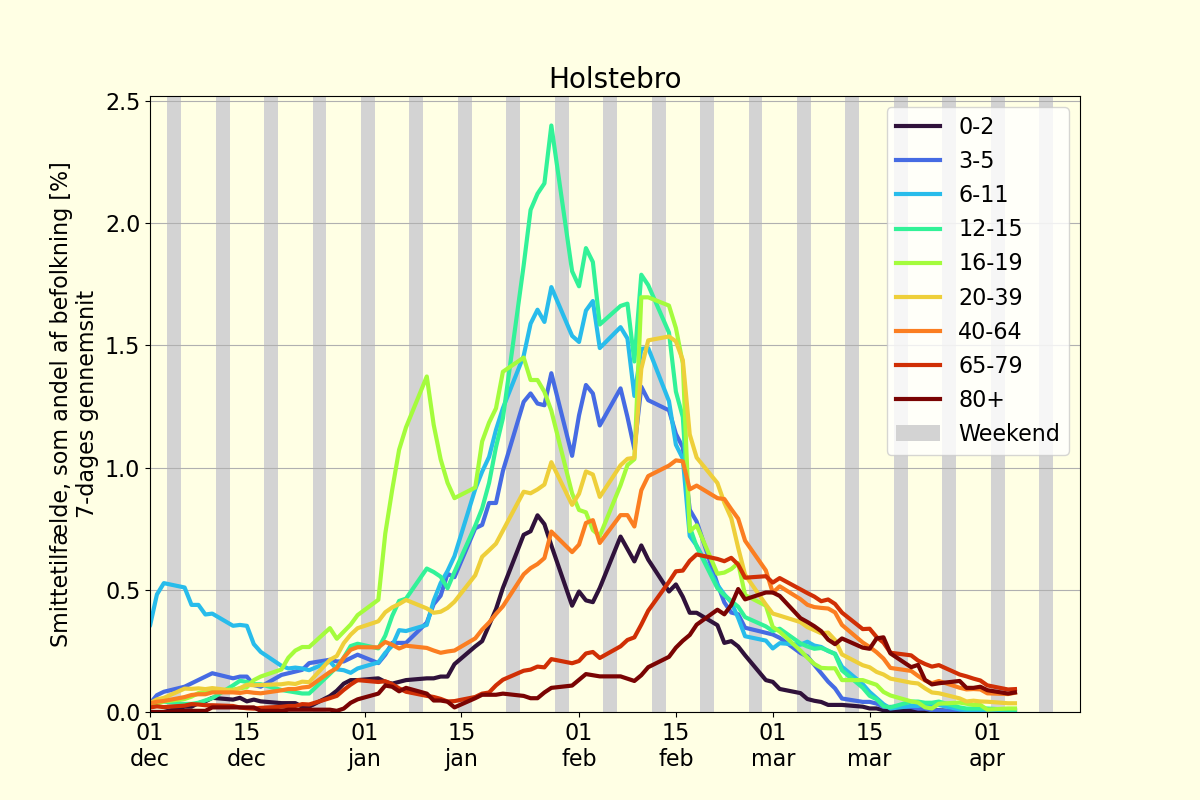 Holstebro
Smittetilfælde, som andel af befolkning [%]
7-dages gennemsnit
2.5
2.0
1.5
1.0
0.5
0.0
01 dec
15 dec
01 jan
15 jan
01 feb
15 feb
01 mar
15 mar
01 apr
0-2
3-5
6-11
12-15
16-19
20-39
40-64
65-79
80+
Weekend